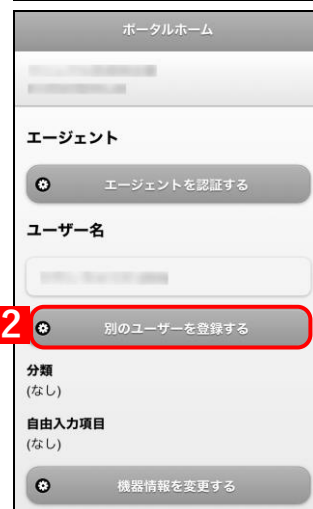 ポータルホーム
エージェント
エージェントを認証する
ユーザー名
2
別のユーザーを登録する
分類
(なし)
自由入力項目
(なし)
機器情報を変更する